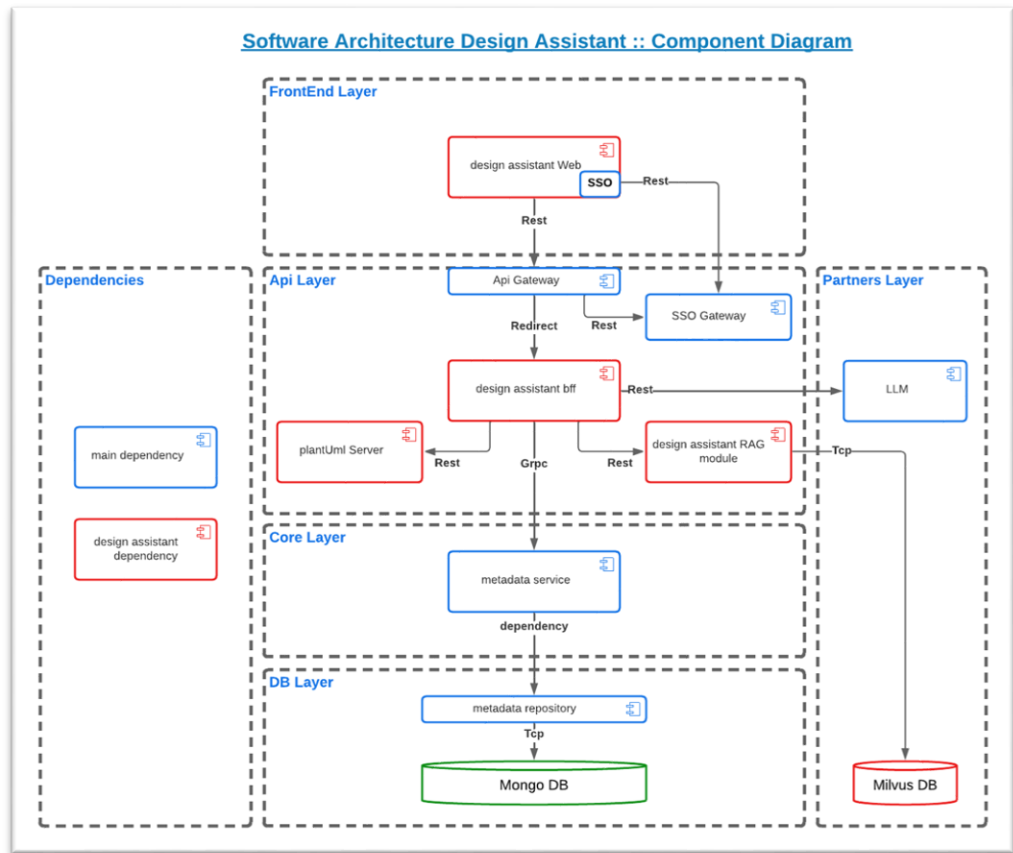 Software Architecture Design Assistant :: Component Diagram
FrontEnd Layer
design assistant Web
SSO
Rest
Rest
Dependencies
Api Layer
Partners Layer
Api Gateway
SSO Gateway
Redirect
Rest
design assistant bff
Rest
LLM
main dependency
plantUml Server
design assistant RAG
module
Rest
Grpc
Rest
Tcp
design assistant
dependency
Core Layer
metadata service
dependency
DB Layer
metadata repository
Tcp
Mongo DB
Milvus DB